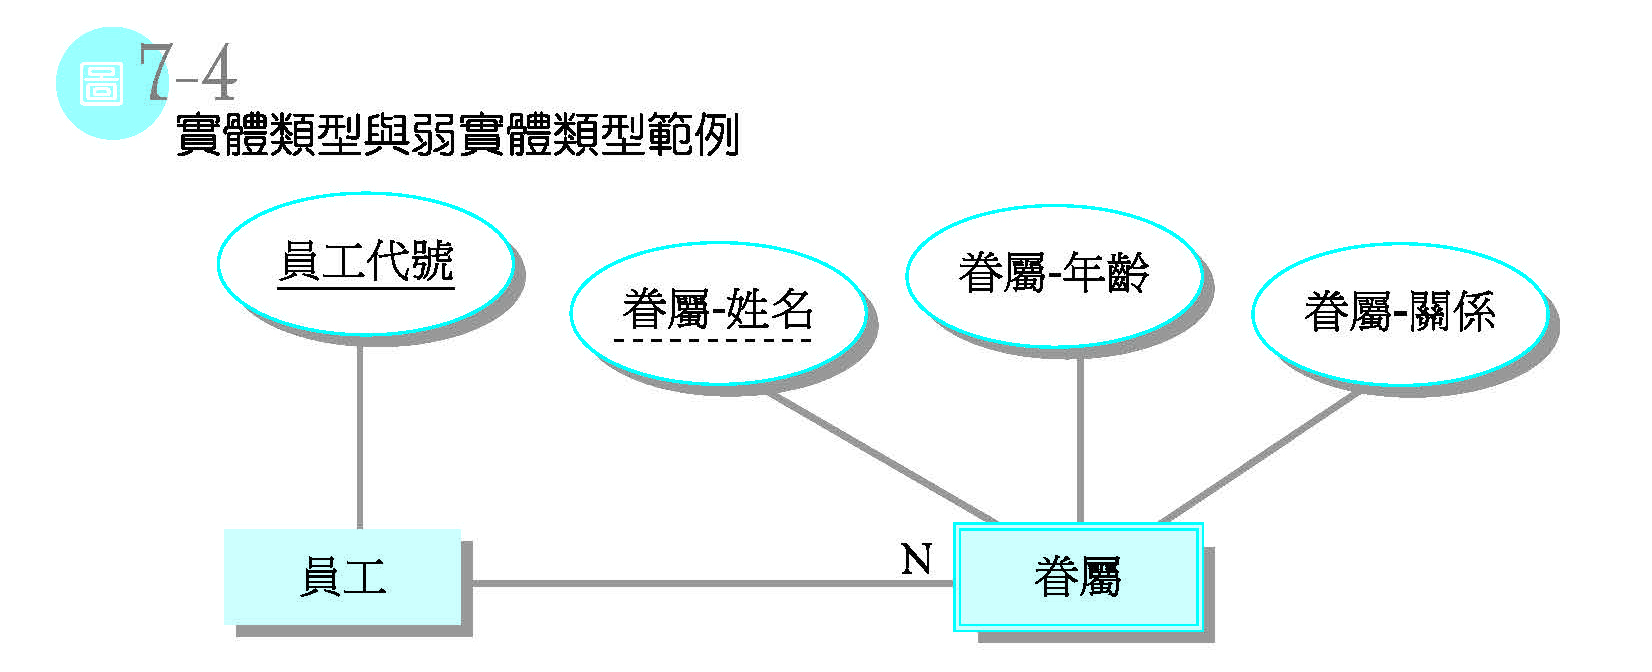 圖 7-4
實體類型與弱實體類型範例
員工代號
眷屬-姓名
眷屬-年齡
眷屬-關係
員工
N
眷屬